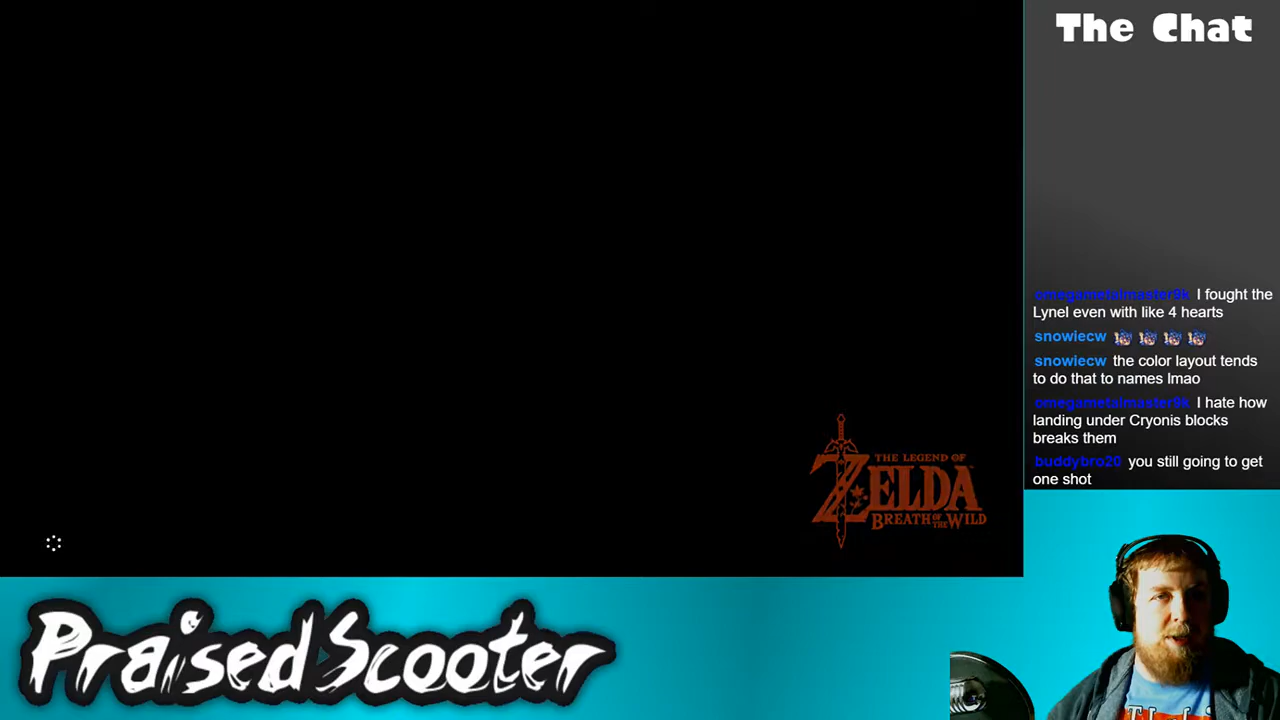 The Chat
omegametalmaster9k I fought the
Lynel even with like 4 hearts
snowiecw
snowiecw the color layout tends
to do that to names lmao
omegametalmaster9k I hate how
landing under Cryonis blocks
breaks them
buddybro20 you still going to get
one shot
THE LEGEND OF
ZELDA
BREATH OF THE WILD
PraisedScooter